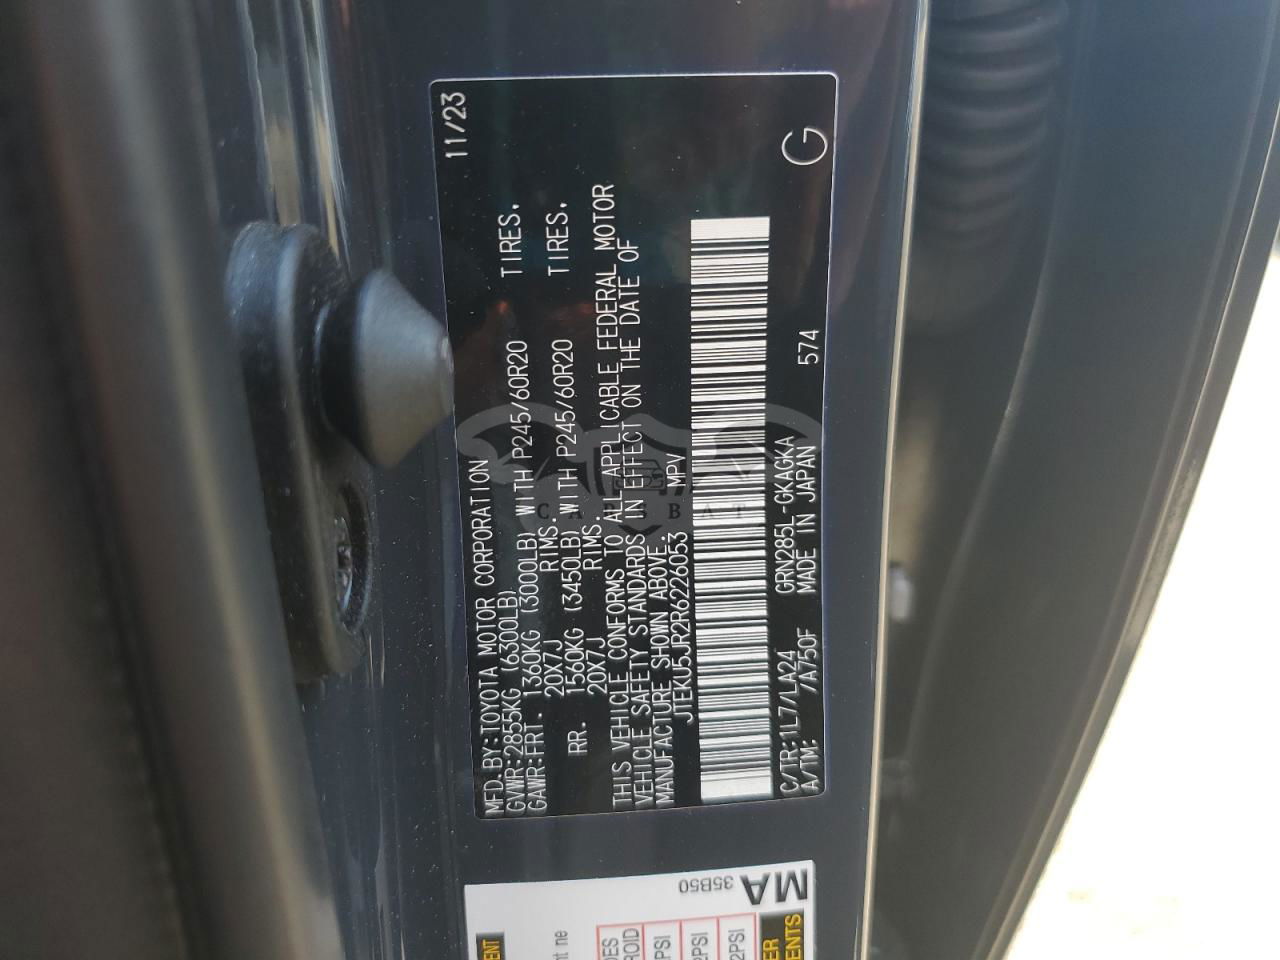 MFD.BY:TOYOTA MOTOR CORPORATION 11/23
GVWR:2855KG (6300LB)
GAWR:FRT. 1360KG (3000LB) WITH P245/60R20 TIRES,
20X7J RIMS.
RR. 1560KG (3450LB) WITH P245/60R20 TIRES,
20X7J RIMS.
THIS VEHICLE CONFORMS TO ALL APPLICABLE FEDERAL MOTOR
VEHICLE SAFETY STANDARDS IN EFFECT ON THE DATE OF
MANUFACTURE SHOWN ABOVE.
JTEKU5JR2R6226053 MPV
C/TR:1L7/LA24 GRN285L-GKAGKA 574 G
A/TM: /A750F MADE IN JAPAN
CARSBAT
MA
35B50